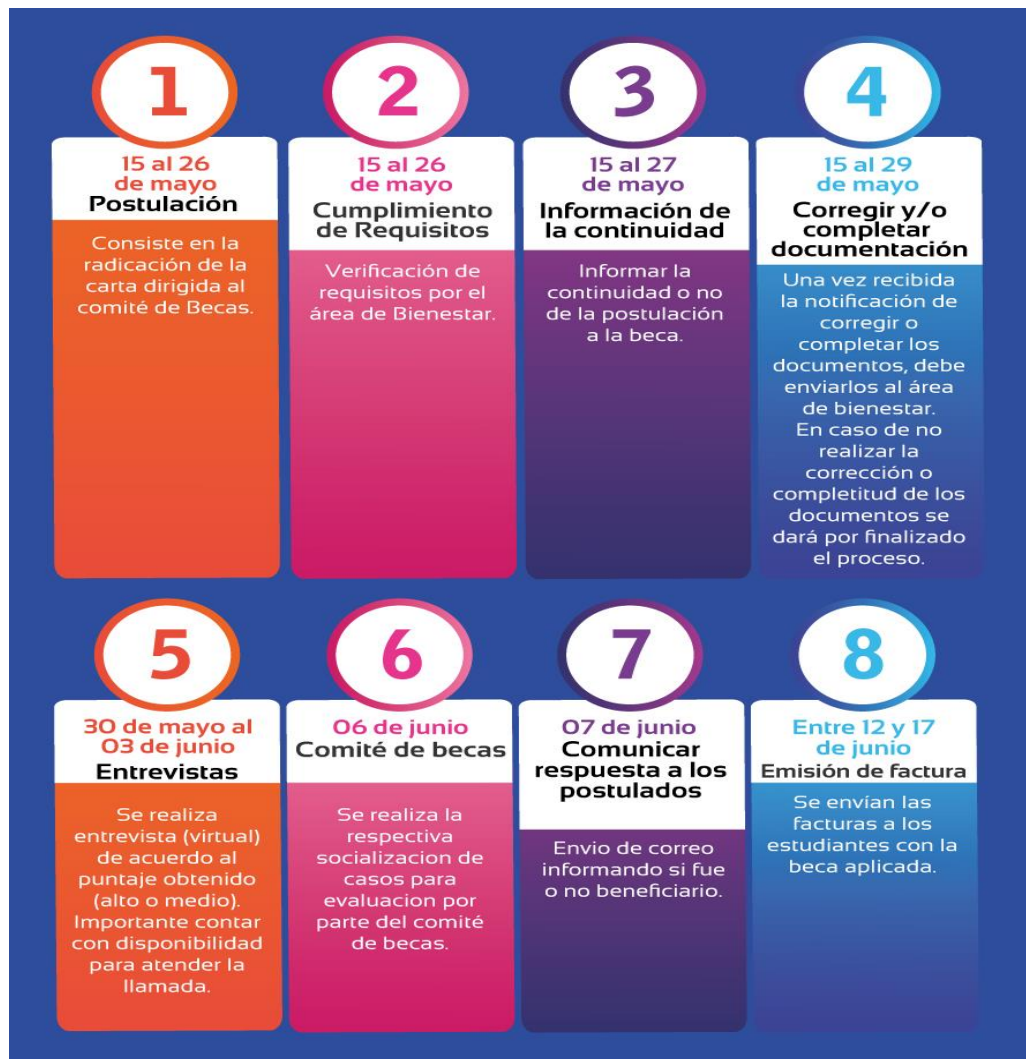 1
15 al 26
de mayo
Postulación
Consiste en la
radicación de la
carta dirigida al
comité de Becas.
2
15 al 26
de mayo
Cumplimiento
de Requisitos
Verificación de
requisitos por el
área de Bienestar.
3
15 al 27
de mayo
Información de
la continuidad
Informar la
continuidad o no
de la postulación
a la beca.
4
15 al 29
de mayo
Corregir y/o
completar
documentación
Una vez recibida
la notificación de
corregir o
completar los
documentos, debe
enviarlos al área
de bienestar.
En caso de no
realizar la
corrección o
completitud de los
documentos se
dará por finalizado
el proceso.
5
30 de mayo al
03 de junio
Entrevistas
Se realiza
entrevista (virtual)
de acuerdo al
puntaje obtenido
(alto o medio).
Importante contar
con disponibilidad
para atender la
llamada.
6
06 de junio
Comité de becas
Se realiza la
respectiva
socializacion de
casos para
evaluacion por
parte del comité
de becas.
7
07 de junio
Comunicar
respuesta a los
postulados
Envio de correo
informando si fue
o no beneficiario.
8
Entre 12 y 17
de junio
Emisión de factura
Se envían las
facturas a los
estudiantes con la
beca aplicada.